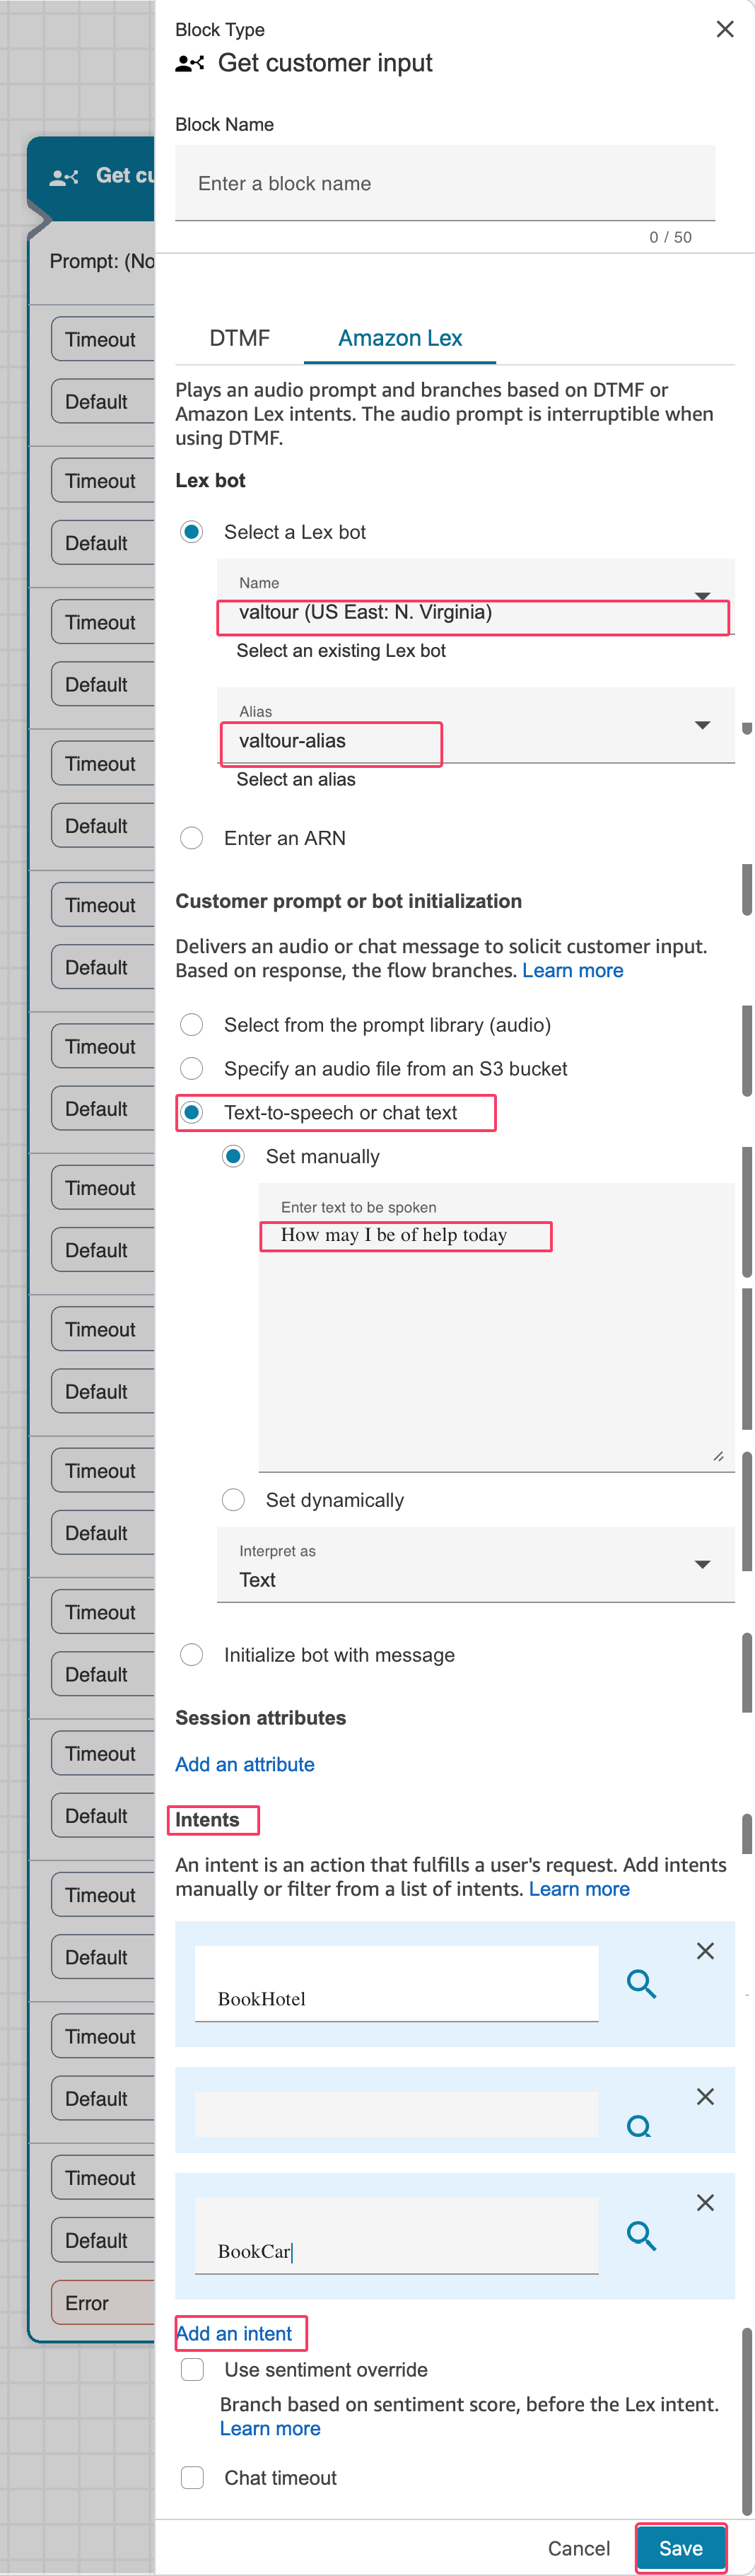 Block Type
Get customer input
Block Name
Enter a block name
0 / 50
Get cu
Prompt: (No
Timeout
Default
Timeout
Default
Timeout
Default
Timeout
Default
Timeout
Default
Timeout
Default
Timeout
Default
Timeout
Default
Timeout
Default
Timeout
Default
Timeout
Default
Timeout
Default
Timeout
Default
Timeout
Default
Error
DTMF
Amazon Lex
Plays an audio prompt and branches based on DTMF or
Amazon Lex intents. The audio prompt is interruptible when
using DTMF.
Lex bot
Select a Lex bot
Name
valtour (US East: N. Virginia)
Select an existing Lex bot
Alias
valtour-alias
Select an alias
Enter an ARN
Customer prompt or bot initialization
Delivers an audio or chat message to solicit customer input.
Based on response, the flow branches. Learn more
Select from the prompt library (audio)
Specify an audio file from an S3 bucket
Text-to-speech or chat text
Set manually
Enter text to be spoken
How may I be of help today
Set dynamically
Interpret as
Text
Initialize bot with message
Session attributes
Add an attribute
Intents
An intent is an action that fulfills a user's request. Add intents
manually or filter from a list of intents. Learn more
BookHotel
BookCar
Add an intent
Use sentiment override
Branch based on sentiment score, before the Lex intent.
Learn more
Chat timeout
Cancel
Save